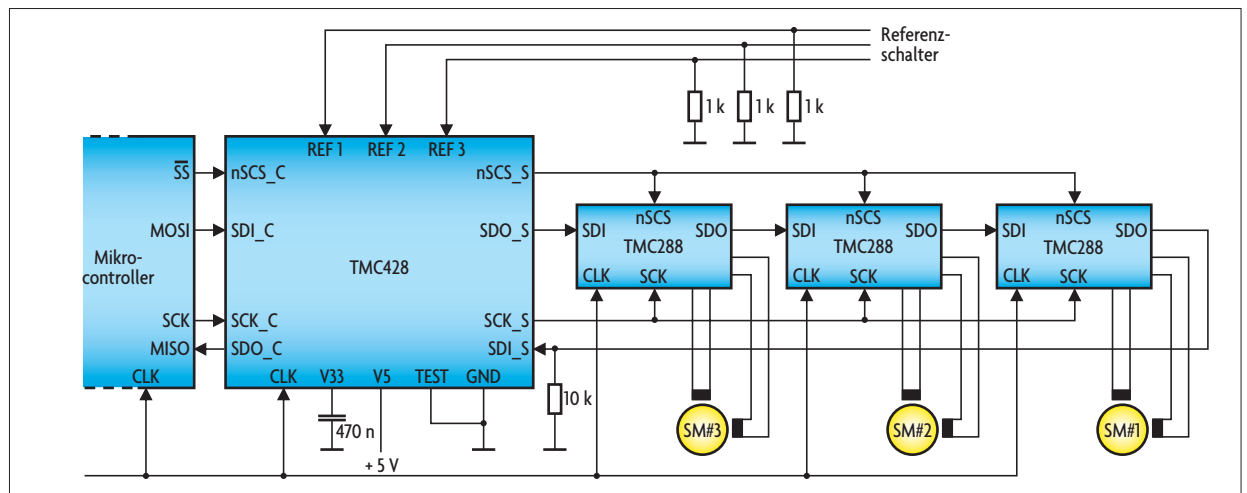 Referenz-
schalter
1 k
1 k
1 k
REF 1
REF 2
REF 3
SS
nSCS_C
nSCS_S
MOSI
SDI_C
SDO_S
Mikro-
controller
TMC428
SCK
SCK_C
SCK_S
MISO
SDO_C
SDI_S
CLK
CLK
V33
V5
TEST
GND
470 n
+ 5 V
10 k
nSCS
SDI
SDO
TMC288
CLK
SCK
nSCS
SDI
SDO
TMC288
CLK
SCK
nSCS
SDI
SDO
TMC288
CLK
SCK
SM#3
SM#2
SM#1